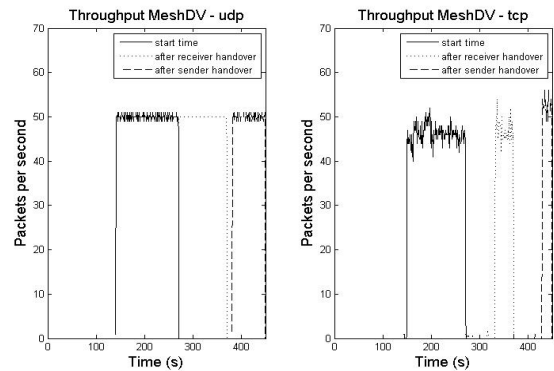 Throughput MeshDV - udp
70
60
50
40
30
20
10
0
0
100
200
300
400
Packets per second
Time (s)
start time
after receiver handover
after sender handover
Throughput MeshDV - tcp
70
60
50
40
30
20
10
0
0
100
200
300
400
Packets per second
Time (s)
start time
after receiver handover
after sender handover